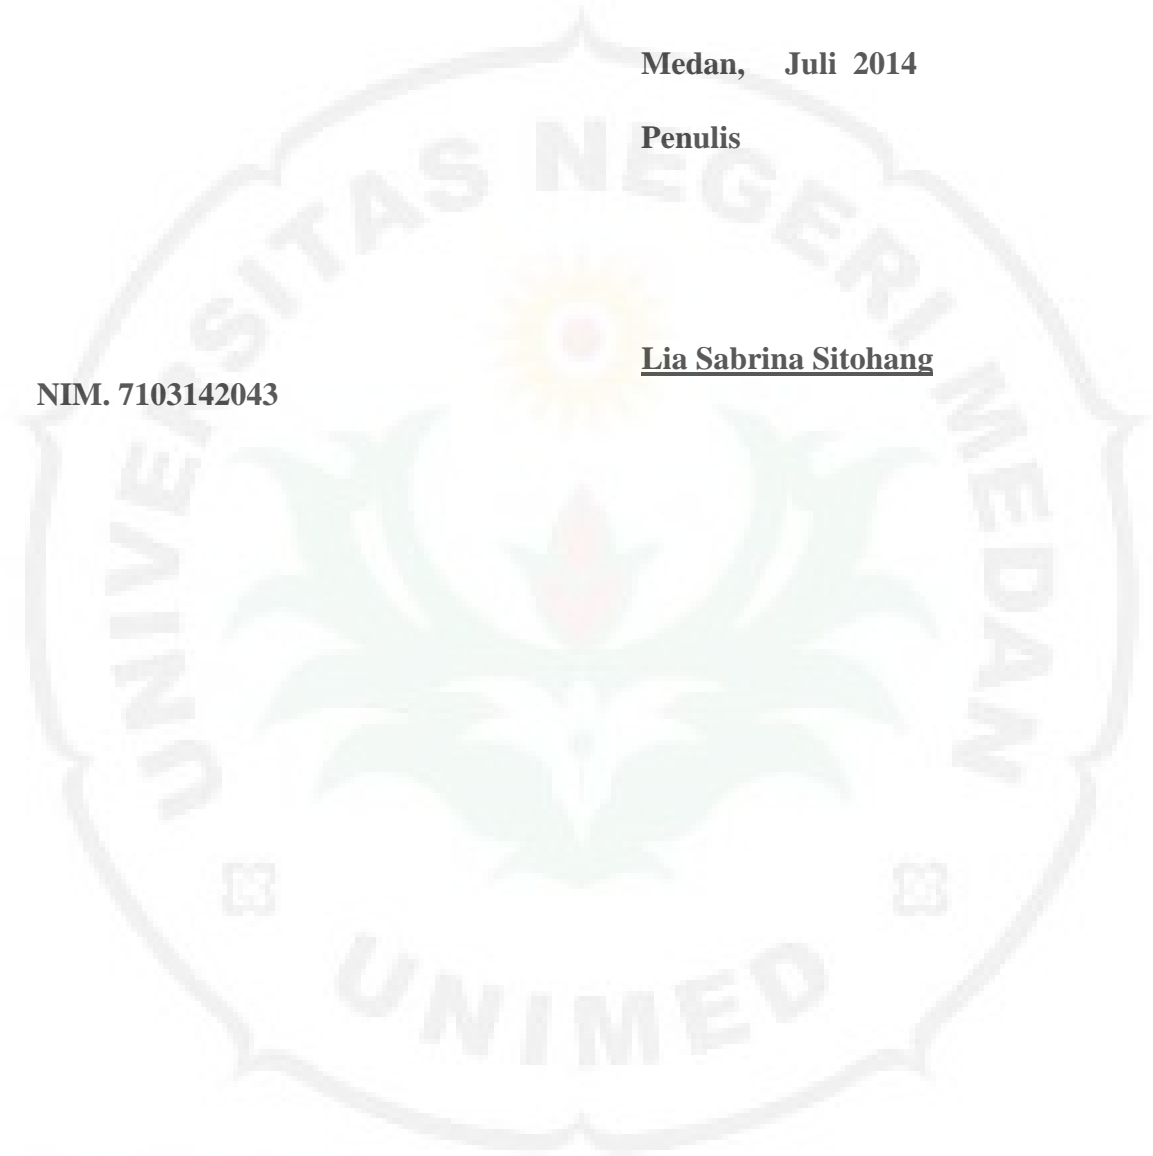 Medan, Juli 2014
Penulis
Lia Sabrina Sitohang
NIM. 7103142043
UNIVERSITAS NEGERI MEDAN
UNIMED